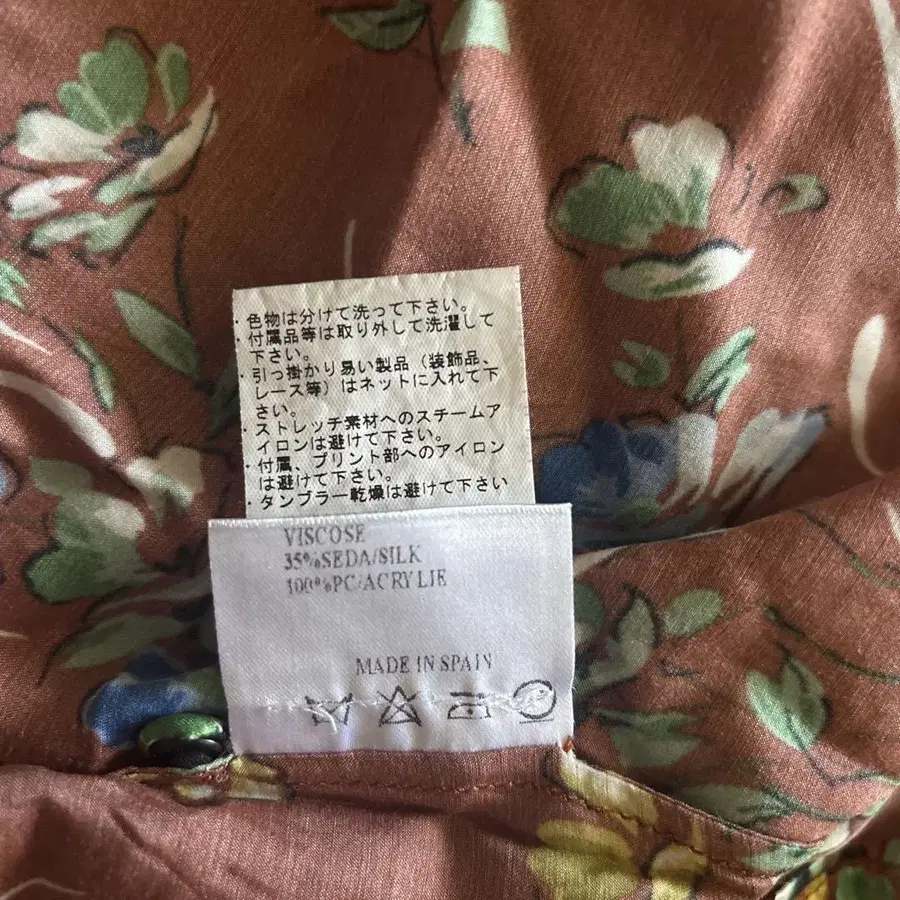 ・色物は分けて洗って下さい。
・付属品等は取り外して洗濯して
下さい。
・引っ掛かり易い製品（装飾品、
レース等）はネットに入れて下
さい。
・ストレッチ素材へのスチームア
イロンは避けて下さい。
・付属、プリント部へのアイロン
は避けて下さい。
・タンブラー乾燥は避けて下さい
VISCOSE
35%SEDA/SILK
100%PC/ACRYLIE
MADE IN SPAIN